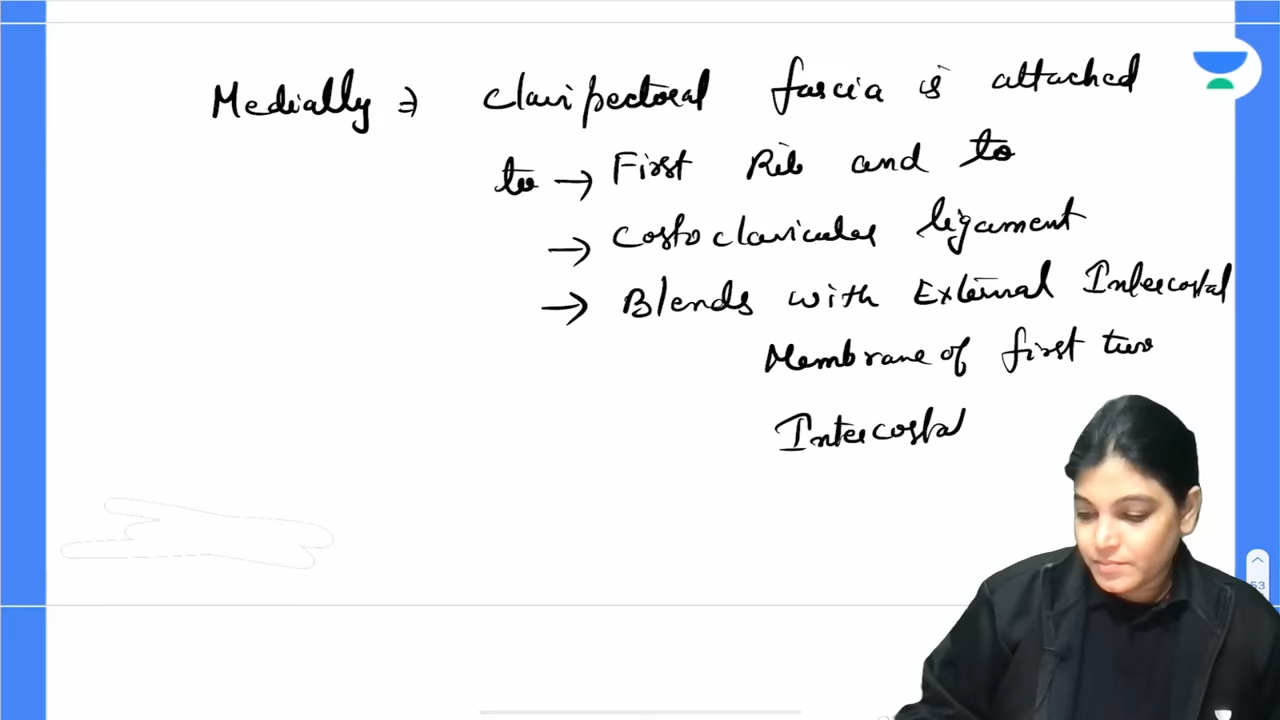 Medially ⇒ Clavipectoral fascia is attached
to → First Rib and to
→ Costoclavicular ligament
→ Blends with External Intercostal
Membrane of first two
Intercostal
53